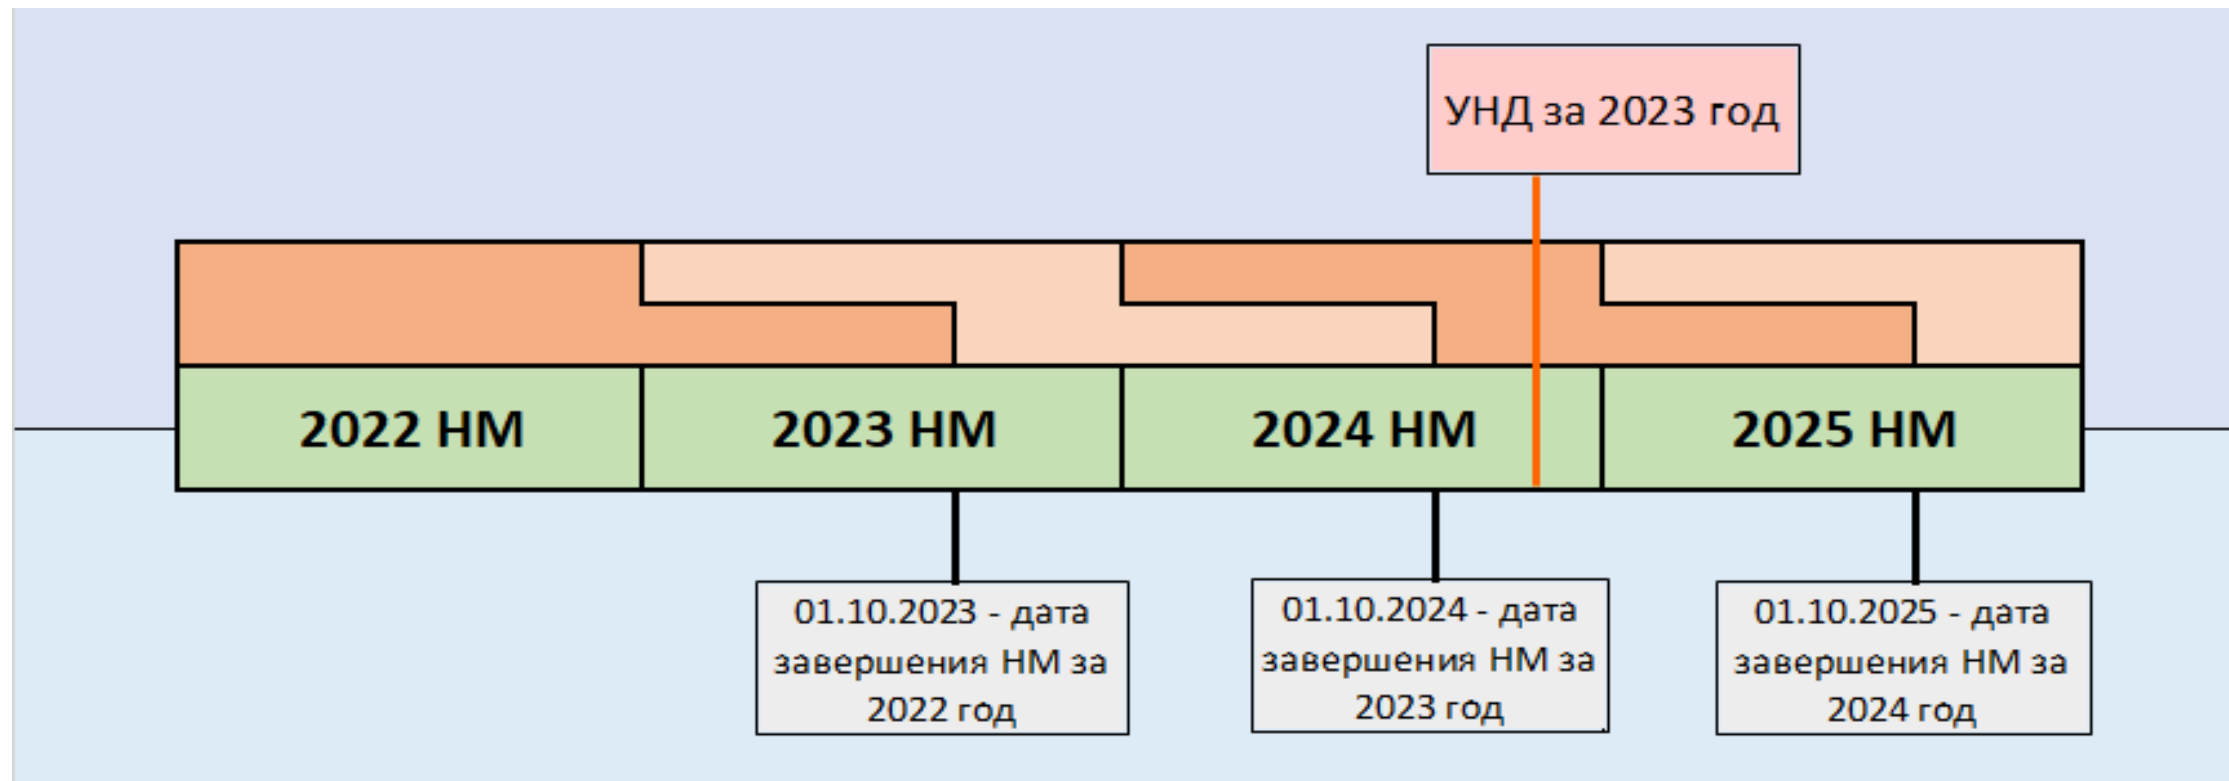 УНД за 2023 год
2022 НМ
2023 НМ
2024 НМ
2025 НМ
01.10.2023 - дата
завершения НМ за
2022 год
01.10.2024 - дата
завершения НМ за
2023 год
01.10.2025 - дата
завершения НМ за
2024 год